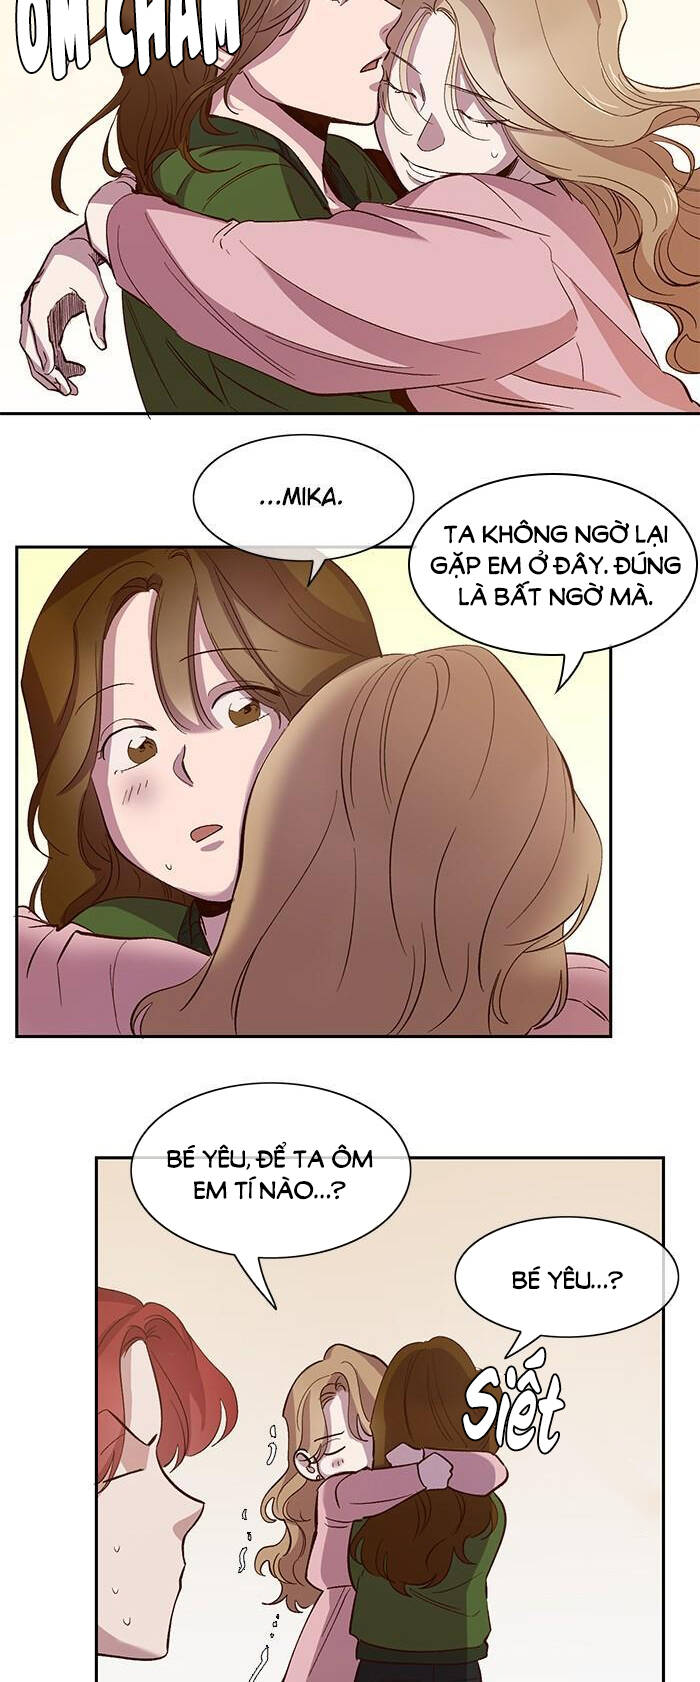 ÔM CHẦM
...MIKA.
TA KHÔNG NGỜ LẠI
GẶP EM Ở ĐÂY. ĐÚNG
LÀ BẤT NGỜ MÀ.
BÉ YÊU, ĐỂ TA ÔM
EM TÍ NÀO...?
BÉ YÊU...?
SIẾT